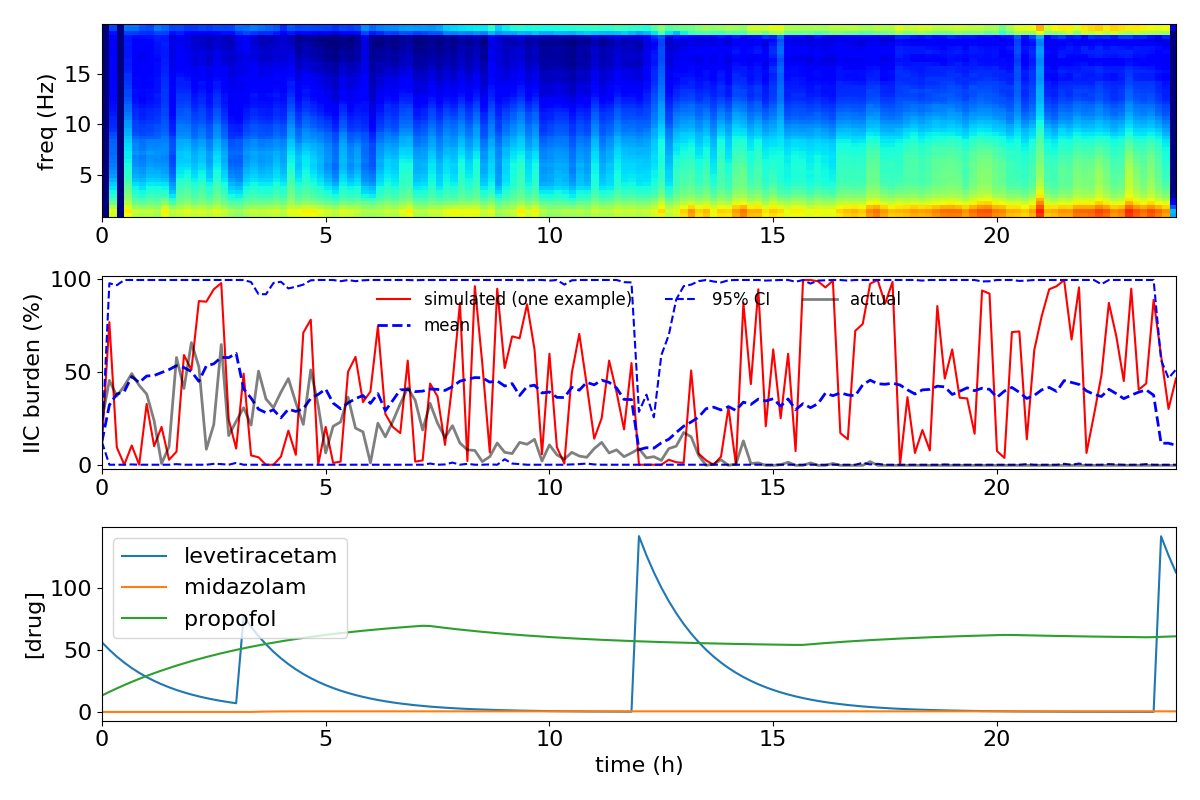 15
10
5
freq (Hz)
0 5 10 15 20
100
50
0
IIC burden (%)
simulated (one example)
mean
95% CI
actual
0 5 10 15 20
100
50
0
[drug]
levetiracetam
midazolam
propofol
0 5 10 15 20
time (h)